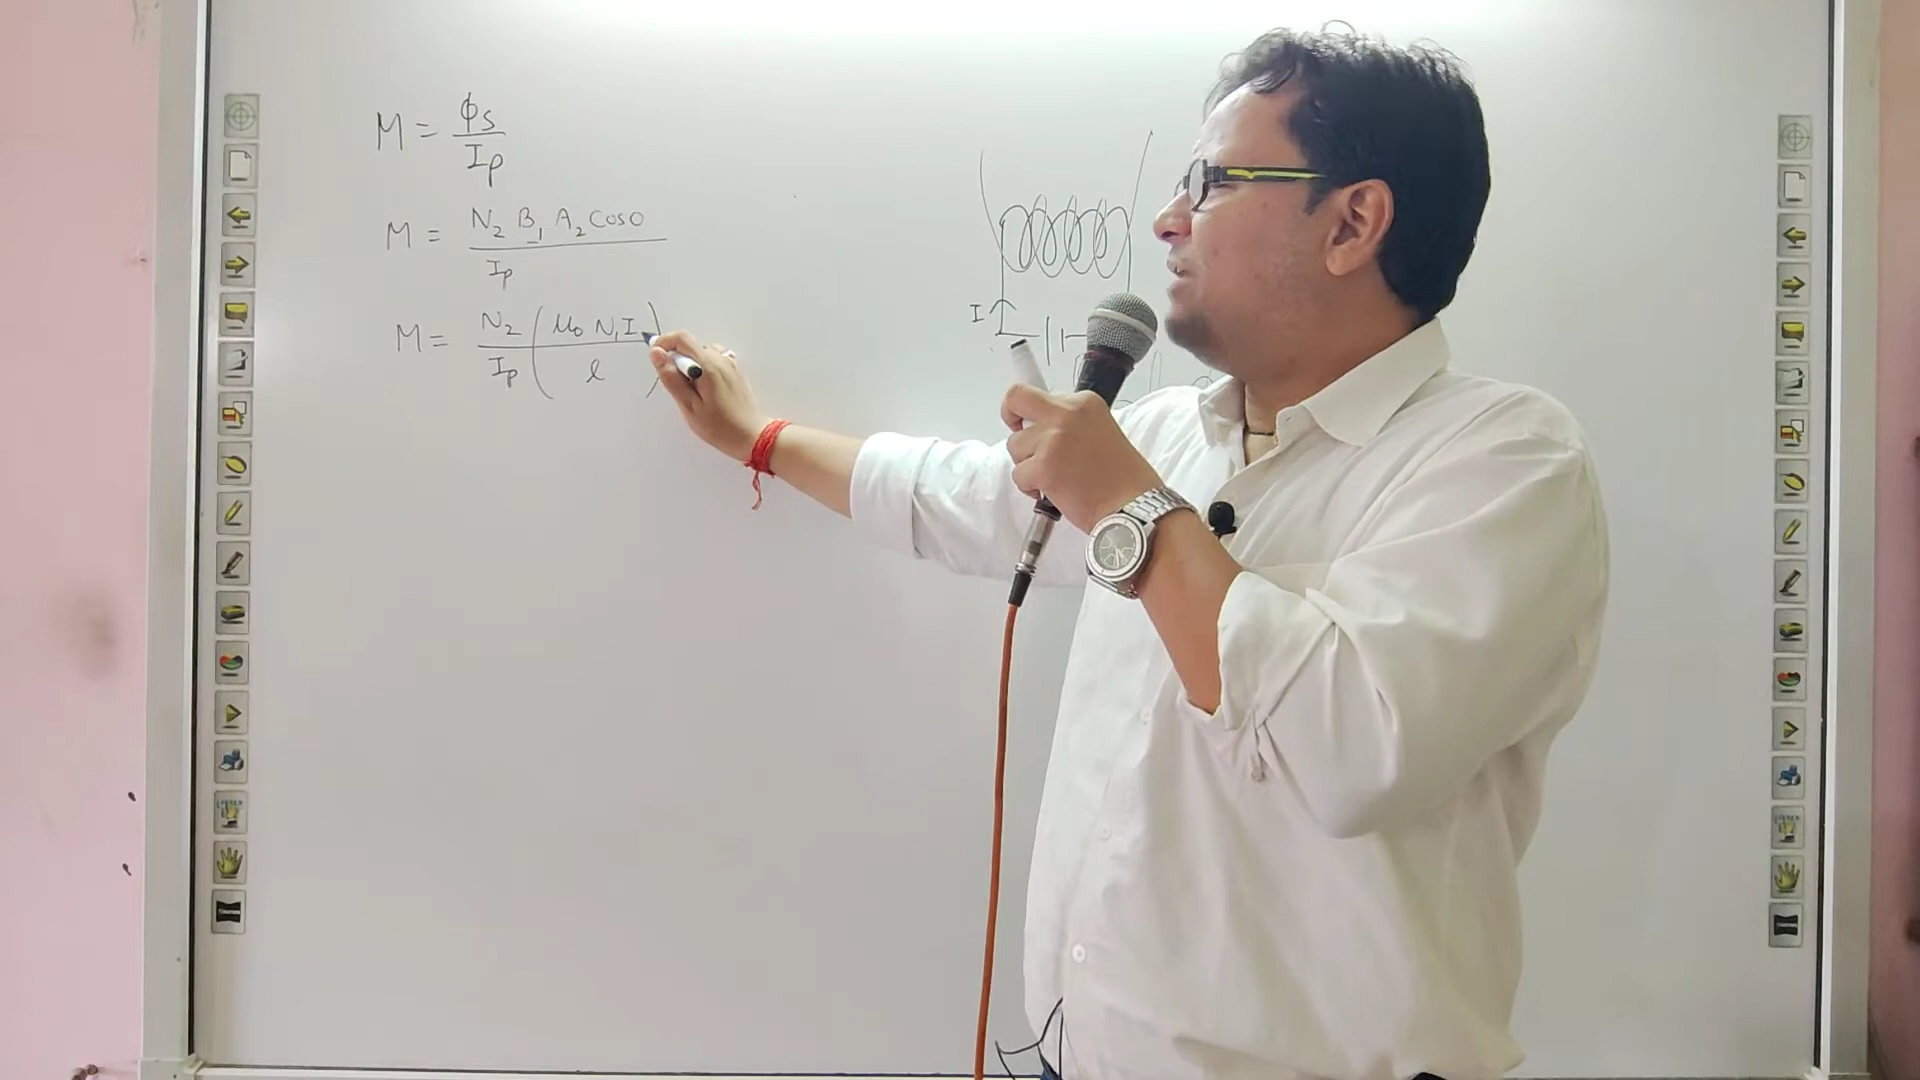 M = ϕs / Ip
M = N₂ B₁ A₂ Cos0 / Ip
M = N₂ / Ip ( μ₀ N₁ I / l )
I